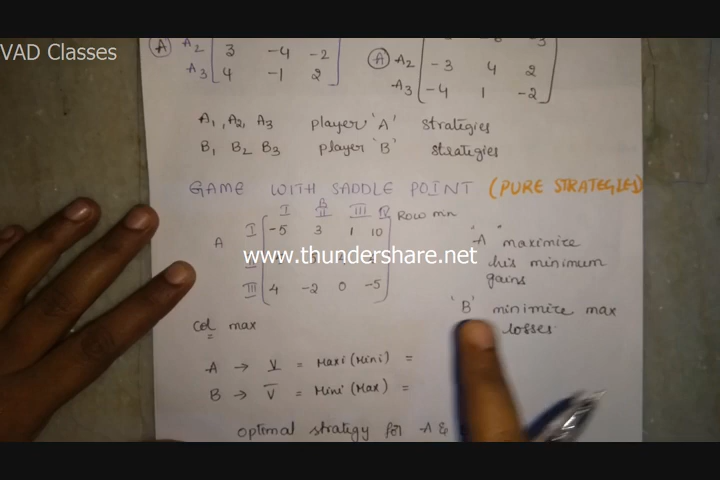 VAD Classes
A A2 3 -4 -2
A3 4 -1 2
A A2 -3 4 2
A3 -4 1 -2
A1, A2, A3 player 'A' strategies
B1 B2 B3 player 'B' strategies
GAME WITH SADDLE POINT (PURE STRATEGIES)
B
I II III IV Row min
A I -5 3 1 10
www.thundershare.net
III 4 -2 0 -5
Col max
"A" maximize
his minimum
gains
'B' minimize max
losses
A → V = Maxi (Mini) =
B → V̅ = Mini (Max) =
optimal strategy for A &